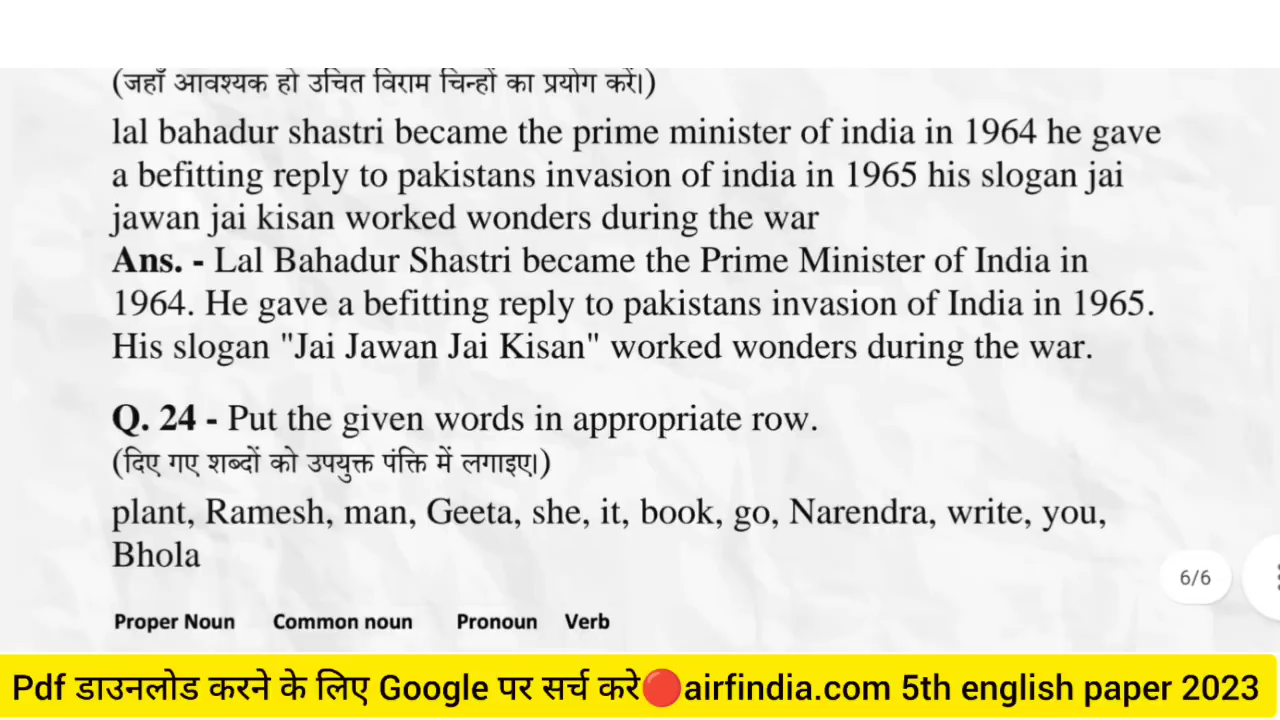 (जहाँ आवश्यक हो उचित विराम चिन्हों का प्रयोग करें।)
lal bahadur shastri became the prime minister of india in 1964 he gave
a befitting reply to pakistans invasion of india in 1965 his slogan jai
jawan jai kisan worked wonders during the war
Ans. - Lal Bahadur Shastri became the Prime Minister of India in
1964. He gave a befitting reply to pakistans invasion of India in 1965.
His slogan "Jai Jawan Jai Kisan" worked wonders during the war.
Q. 24 - Put the given words in appropriate row.
(दिए गए शब्दों को उपयुक्त पंक्ति में लगाइए।)
plant, Ramesh, man, Geeta, she, it, book, go, Narendra, write, you,
Bhola
6/6
Proper Noun Common noun Pronoun Verb
Pdf डाउनलोड करने के लिए Google पर सर्च करे🔴airfindia.com 5th english paper 2023